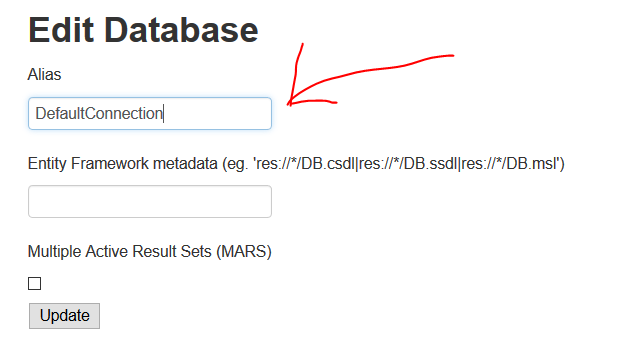 Edit Database
Alias
DefaultConnection
Entity Framework metadata (eg. 'res://*/DB.csdl|res://*/DB.ssdl|res://*/DB.msl')
Multiple Active Result Sets (MARS)
Update